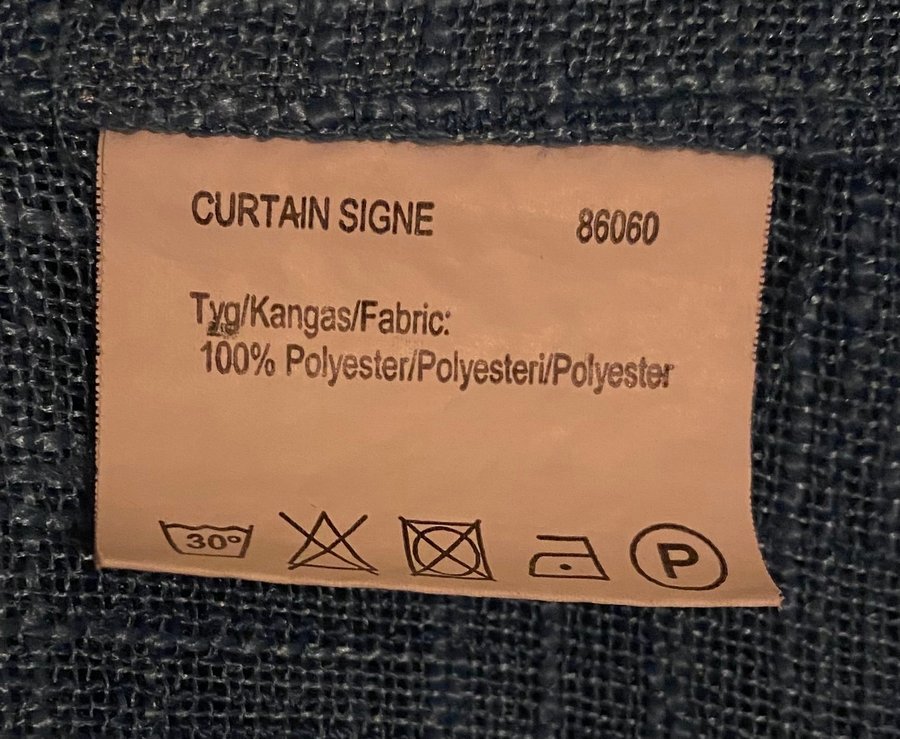 CURTAIN SIGNE 86060
Tyg/Kangas/Fabric:
100% Polyester/Polyesteri/Polyester
30° P